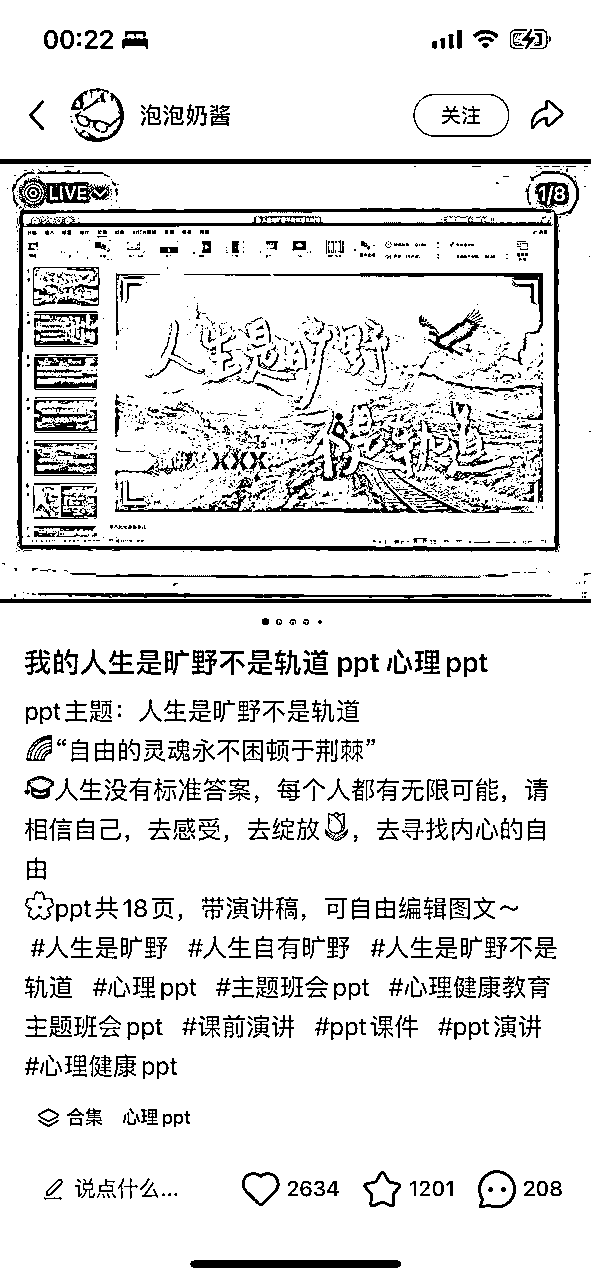 00:22
泡泡奶酱
关注
LIVE
1/8
人生是旷野
不是轨道
XXX
我的人生是旷野不是轨道 ppt 心理ppt
ppt主题：人生是旷野不是轨道
🌈“自由的灵魂永不困顿于荆棘”
🎓人生没有标准答案，每个人都有无限可能，请
相信自己，去感受，去绽放🌷，去寻找内心的自
由
🌸ppt共18页，带演讲稿，可自由编辑图文～
#人生是旷野 #人生自有旷野 #人生是旷野不是
轨道 #心理ppt #主题班会ppt #心理健康教育
主题班会ppt #课前演讲 #ppt课件 #ppt演讲
#心理健康ppt
合集 心理ppt
说点什么... 2634 1201 208